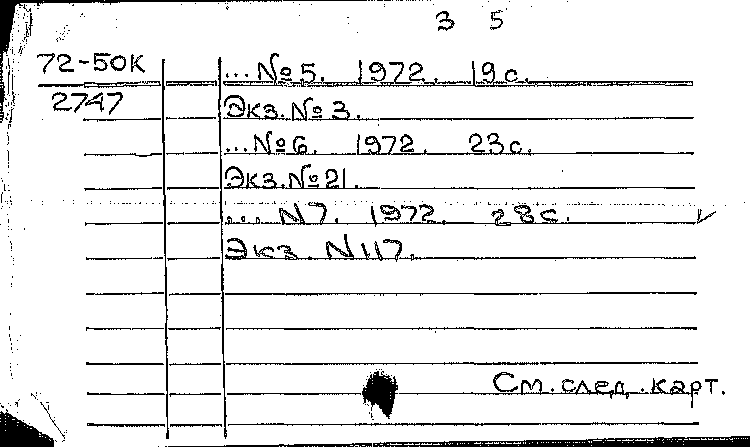 3 5
72-50К ... №5. 1972. 19с.
2747 Экз. №3.
... №6. 1972. 23с.
Экз. №21.
... N7. 1972. 28с.
Экз. N117.
См. след. карт.